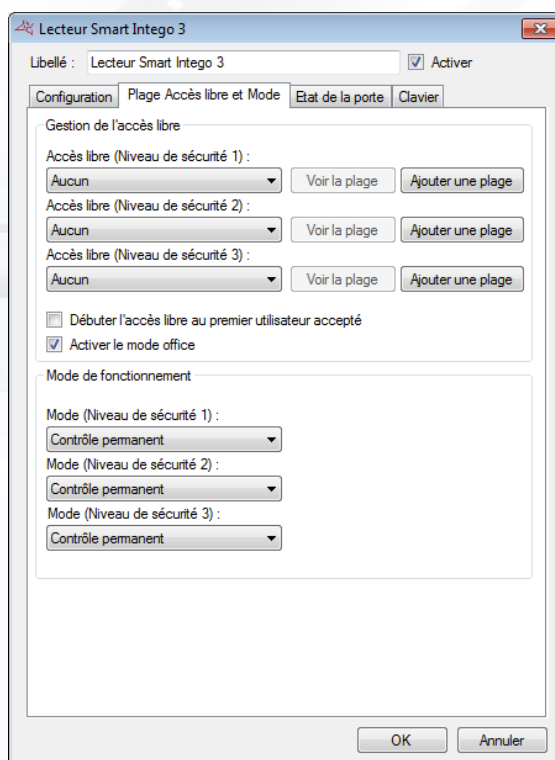 Lecteur Smart Intego 3
Libellé : Lecteur Smart Intego 3 Activer
Configuration Plage Accès libre et Mode Etat de la porte Clavier
Gestion de l'accès libre
Accès libre (Niveau de sécurité 1) :
Aucun Voir la plage Ajouter une plage
Accès libre (Niveau de sécurité 2) :
Aucun Voir la plage Ajouter une plage
Accès libre (Niveau de sécurité 3) :
Aucun Voir la plage Ajouter une plage
Débuter l'accès libre au premier utilisateur accepté
Activer le mode office
Mode de fonctionnement
Mode (Niveau de sécurité 1) :
Contrôle permanent
Mode (Niveau de sécurité 2) :
Contrôle permanent
Mode (Niveau de sécurité 3) :
Contrôle permanent
OK Annuler